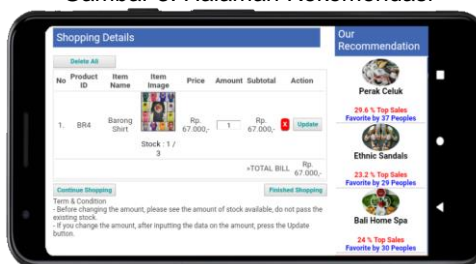 Shopping Details
Delete All
No Product ID Item Name Item Image Price Amount Subtotal Action
1. BR4 Barong Shirt Rp. 67.000,- 1 Rp. 67.000,- X Update
Stock : 1 / 3
=TOTAL BILL Rp. 67.000,-
Continue Shopping Finished Shopping
Term & Condition
- Before changing the amount, please see the amount of stock available, do not pass the
existing stock.
- If you change the amount, after inputting the data on the amount, press the Update
button.
Our
Recommendation
Perak Celuk
29.6 % Top Sales
Favorite by 37 Peoples
Ethnic Sandals
23.2 % Top Sales
Favorite by 29 Peoples
Bali Home Spa
24 % Top Sales
Favorite by 30 Peoples